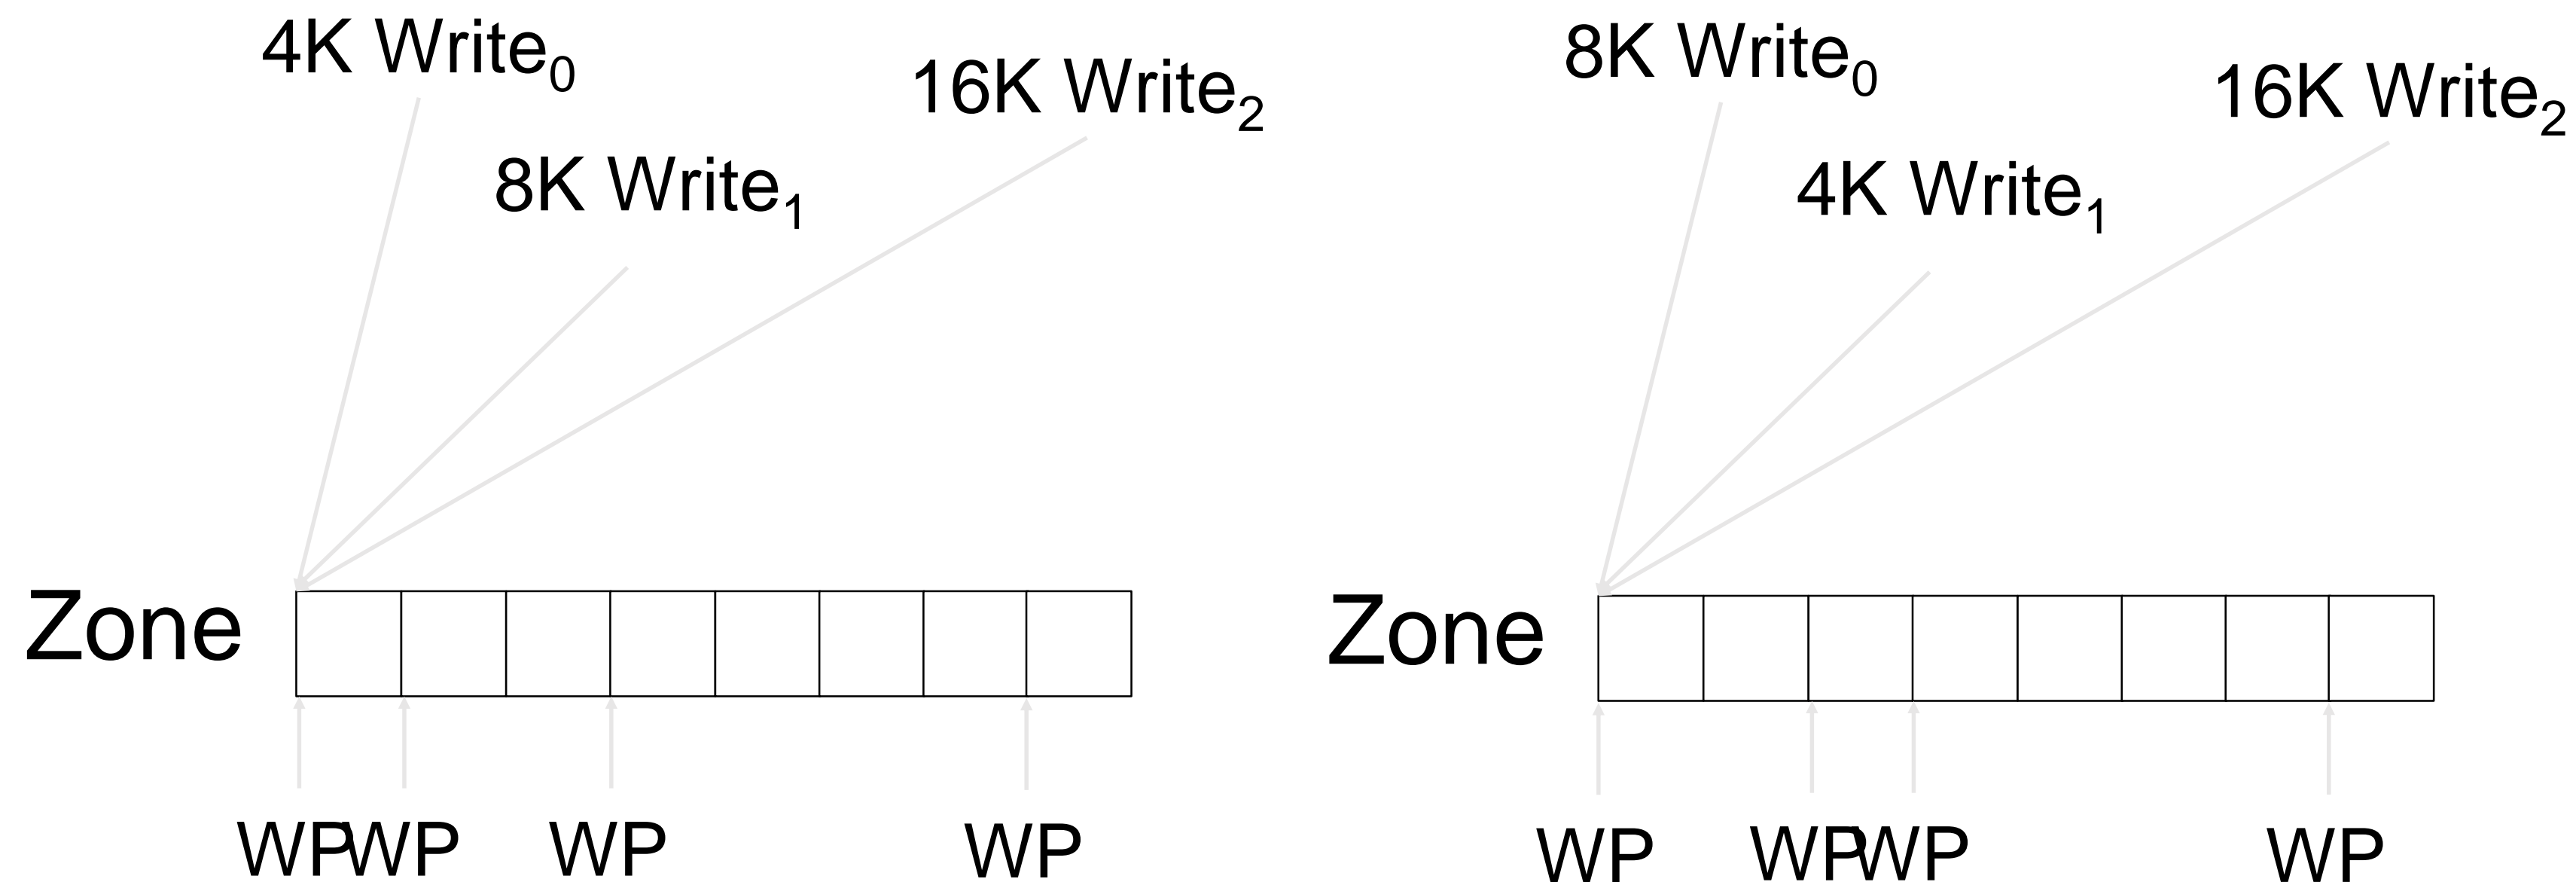 4K Write₀
8K Write₁
16K Write₂
Zone
WP WP WP WP
8K Write₀
4K Write₁
16K Write₂
Zone
WP WP WP WP